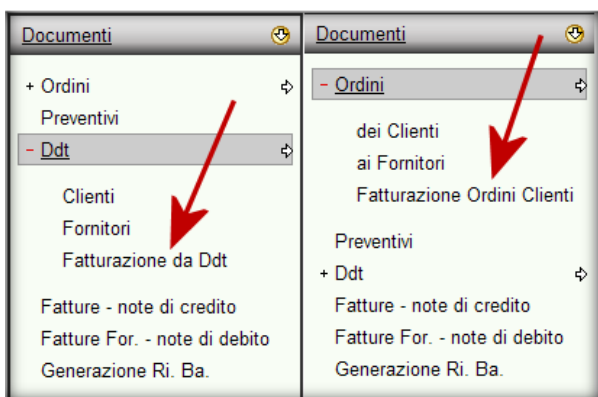 Documenti
+ Ordini
Preventivi
- Ddt
Clienti
Fornitori
Fatturazione da Ddt
Fatture - note di credito
Fatture For. - note di debito
Generazione Ri. Ba.
Documenti
- Ordini
dei Clienti
ai Fornitori
Fatturazione Ordini Clienti
Preventivi
+ Ddt
Fatture - note di credito
Fatture For. - note di debito
Generazione Ri. Ba.